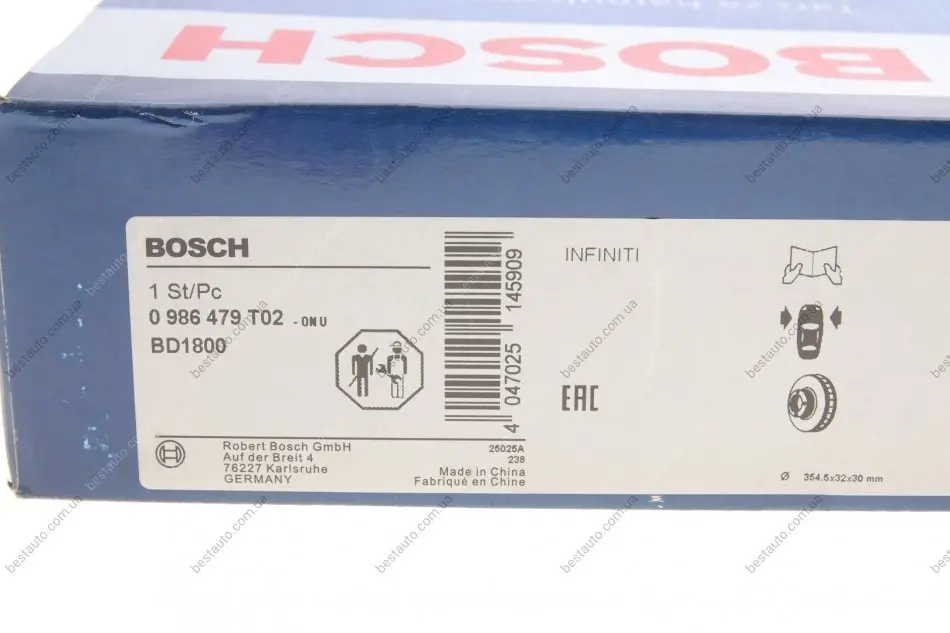 BOSCH
BOSCH
1 St/Pc
0 986 479 T02 - 0NU
BD1800
4 047025 145909
INFINITI
EAC
Robert Bosch GmbH
Auf der Breit 4
76227 Karlsruhe
GERMANY
25025A
238
Made in China
Fabriqué en Chine
Ø 354.5x32x30 mm
bestauto.com.ua